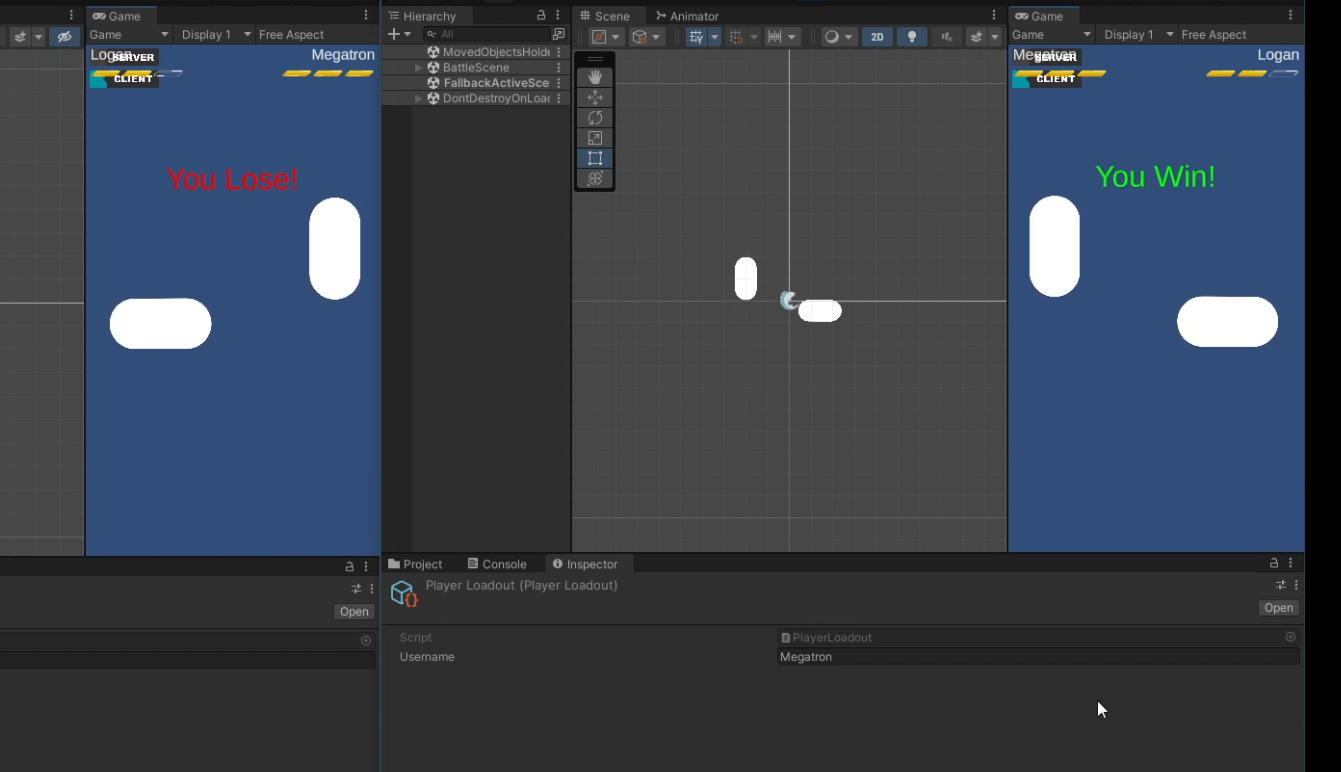 Game
Game Display 1 Free Aspect
Logan Megatron
SERVER
CLIENT
You Lose!
Open
Hierarchy
All
MovedObjectsHolde
BattleScene
FallbackActiveSce
DontDestroyOnLoad
Scene Animator
2D
Game
Game Display 1 Free Aspect
Megatron Logan
SERVER
CLIENT
You Win!
Project Console Inspector
Player Loadout (Player Loadout)
Open
Script PlayerLoadout
Username Megatron